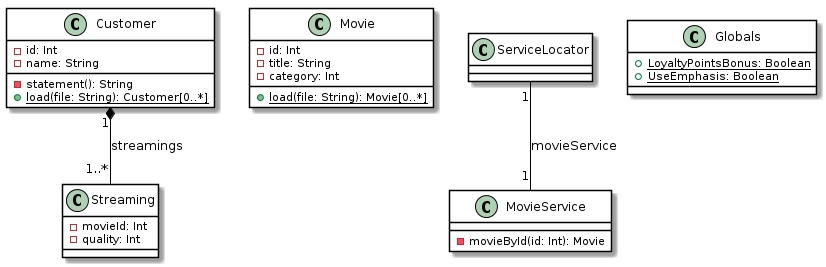 C Customer
id: Int
name: String
statement(): String
load(file: String): Customer[0..*]
C Movie
id: Int
title: String
category: Int
load(file: String): Movie[0..*]
C ServiceLocator
C Globals
LoyaltyPointsBonus: Boolean
UseEmphasis: Boolean
1
streamings
1..*
1
movieService
1
C Streaming
movieId: Int
quality: Int
C MovieService
movieById(id: Int): Movie